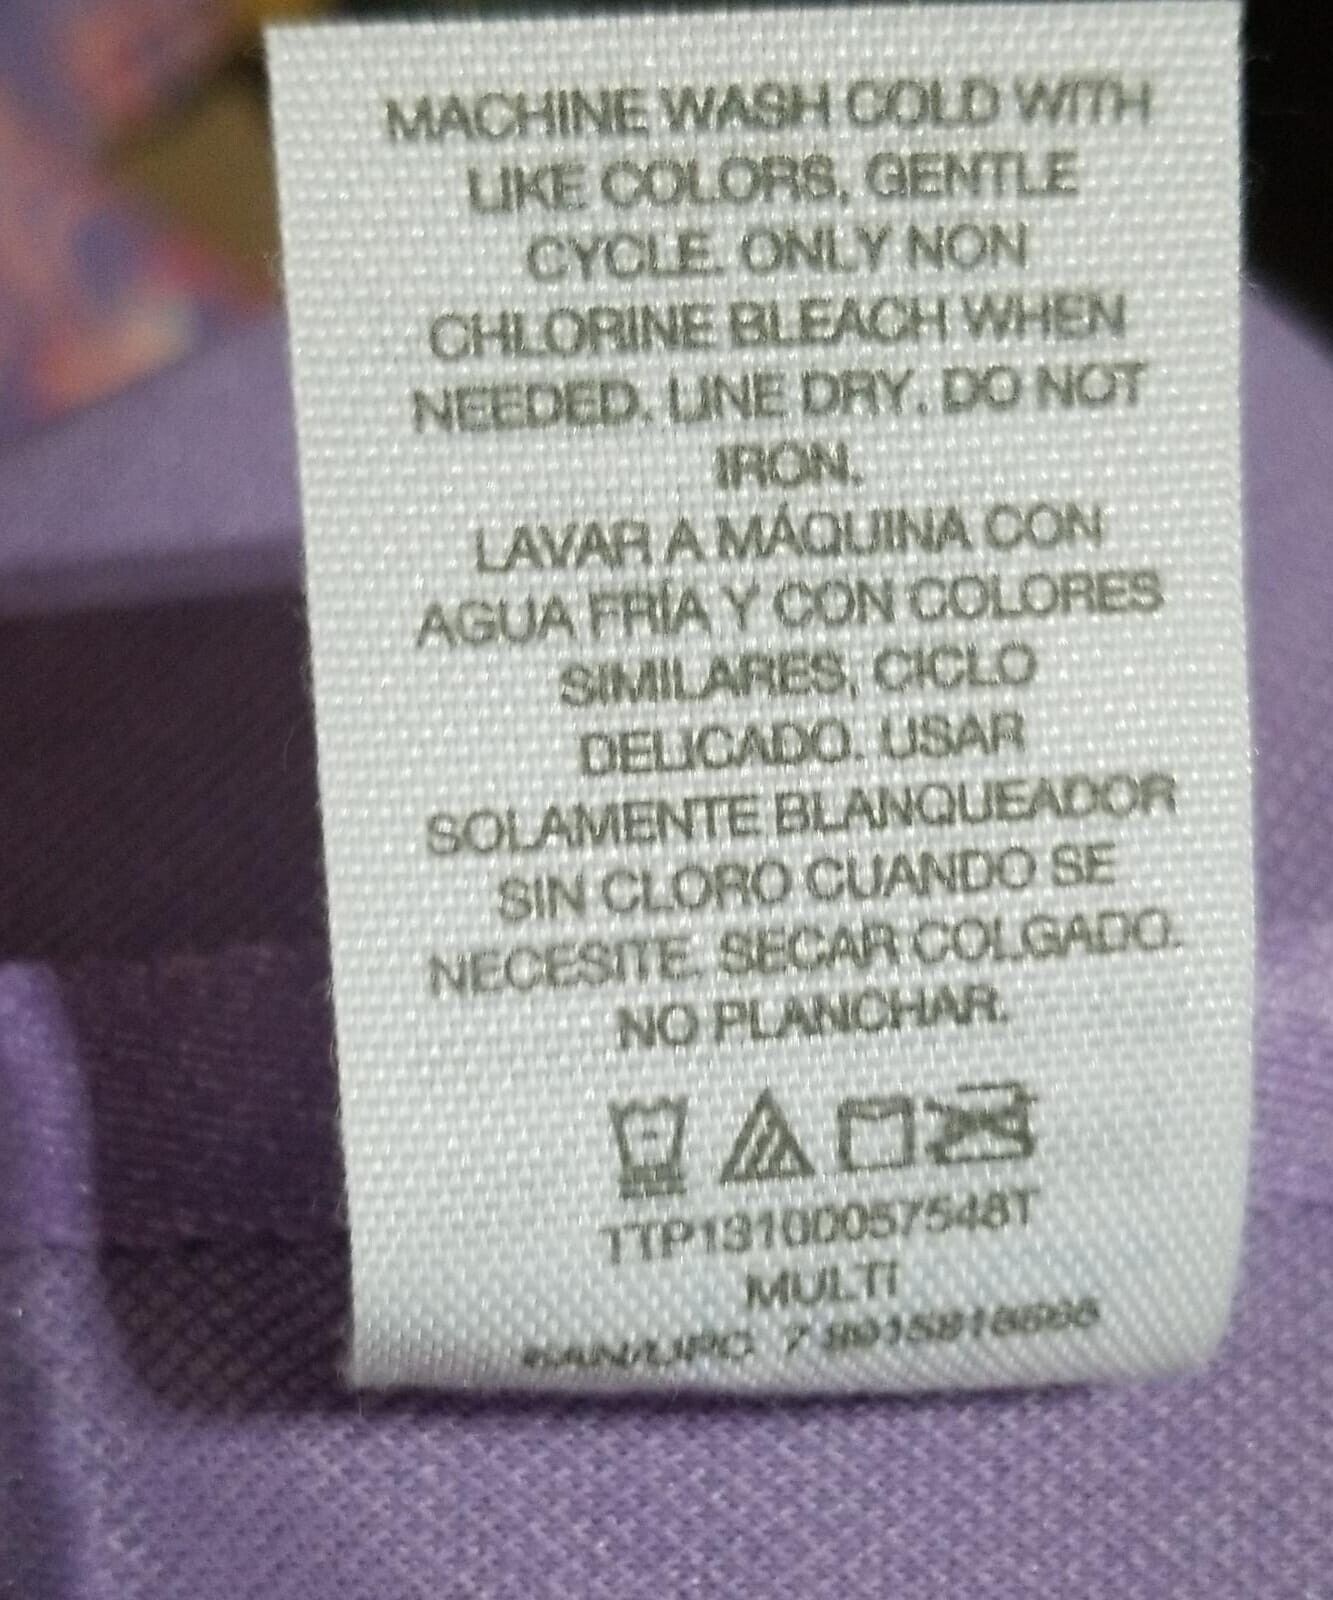 MACHINE WASH COLD WITH
LIKE COLORS, GENTLE
CYCLE. ONLY NON
CHLORINE BLEACH WHEN
NEEDED. LINE DRY. DO NOT
IRON.
LAVAR A MÁQUINA CON
AGUA FRÍA Y CON COLORES
SIMILARES, CICLO
DELICADO. USAR
SOLAMENTE BLANQUEADOR
SIN CLORO CUANDO SE
NECESITE. SECAR COLGADO.
NO PLANCHAR.
TTP1310D057548T
MULTI